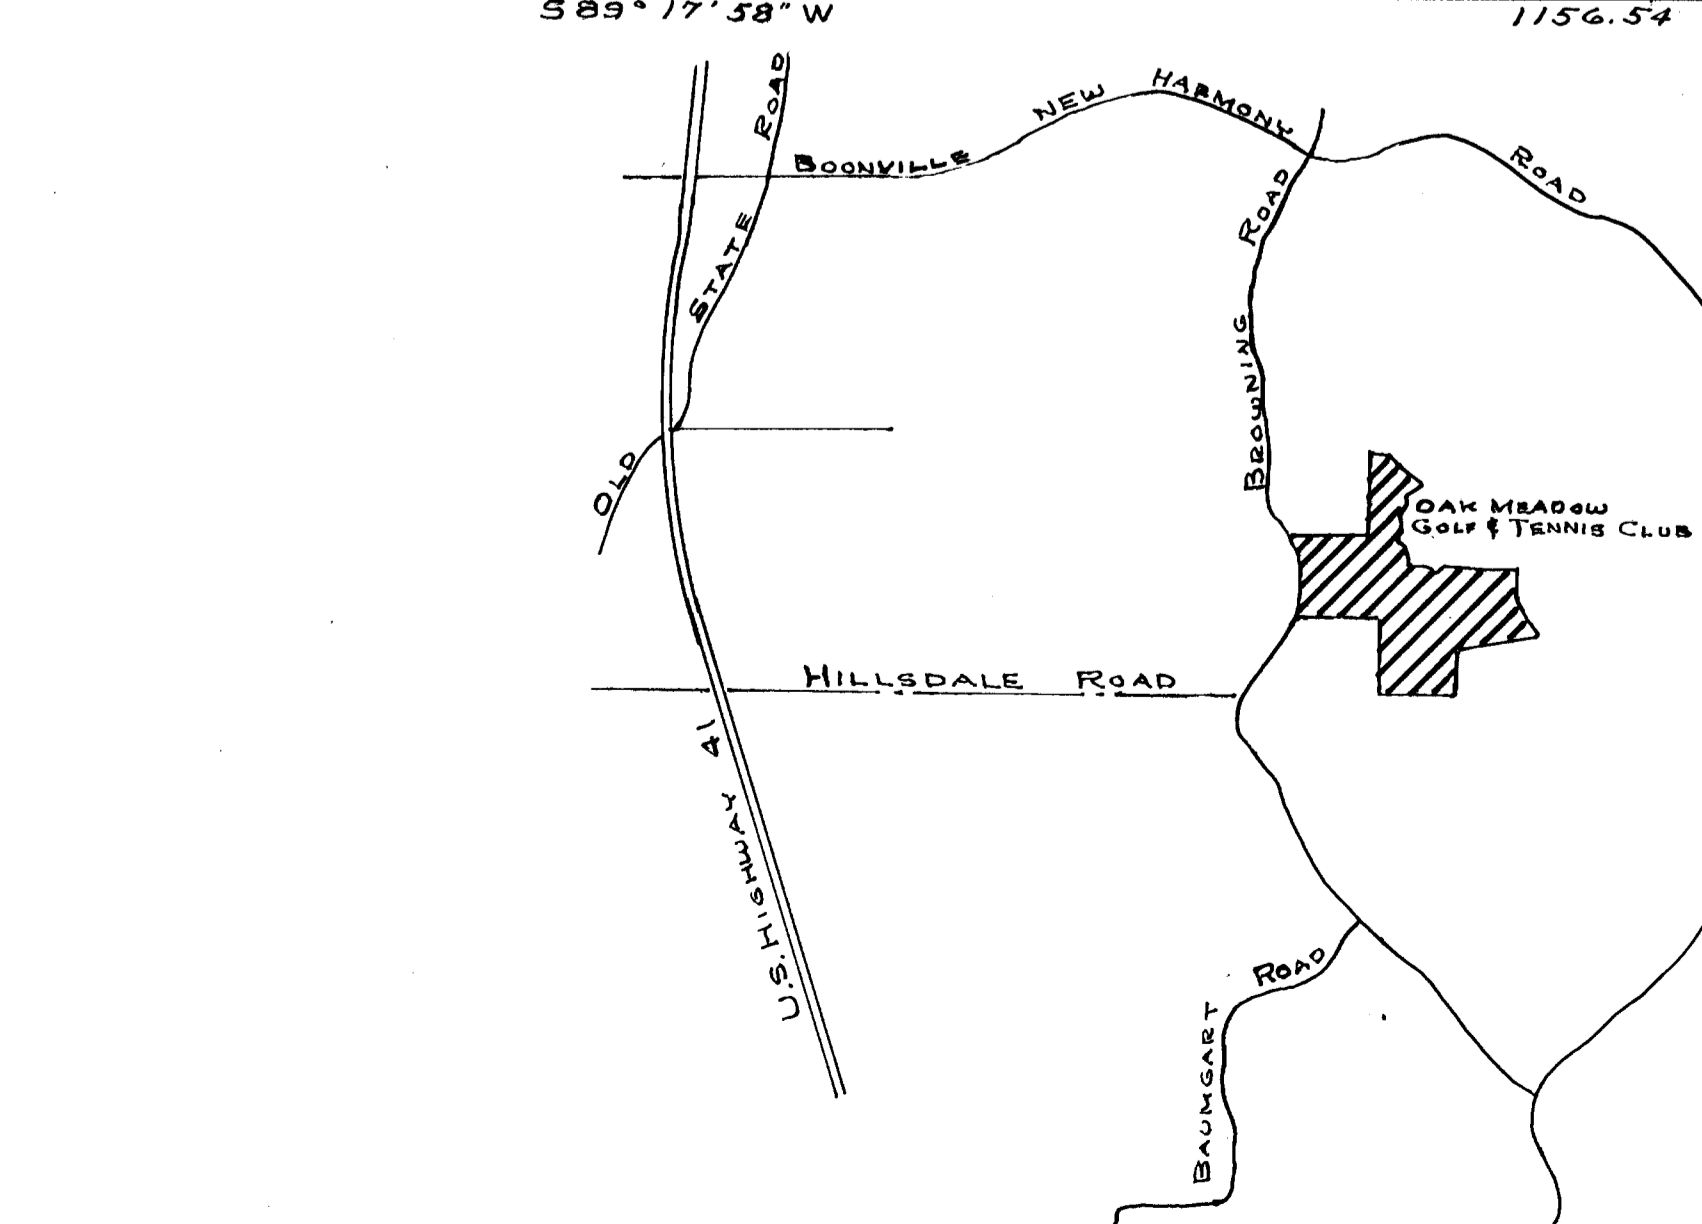 S 89° 17' 58" W
1156.54
OLD STATE ROAD
BOONVILLE NEW HARMONY ROAD
BROWNING ROAD
OAK MEADOW
GOLF & TENNIS CLUB
HILLSDALE ROAD
U.S. HIGHWAY 41
BAUMGART ROAD